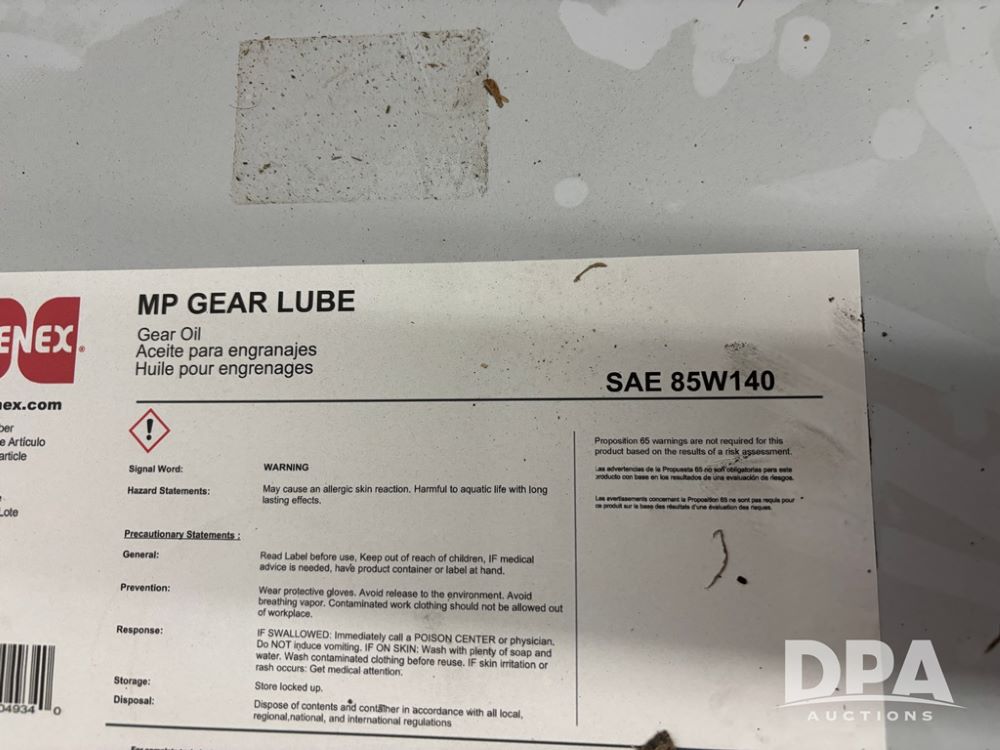 ENEX®
nex.com
ber
e Artículo
article
Lote
04934 0
MP GEAR LUBE
Gear Oil
Aceite para engranajes
Huile pour engrenages
SAE 85W140
Signal Word: WARNING
Hazard Statements: May cause an allergic skin reaction. Harmful to aquatic life with long
lasting effects.
Precautionary Statements :
General: Read Label before use, Keep out of reach of children, IF medical
advice is needed, have product container or label at hand.
Prevention: Wear protective gloves. Avoid release to the environment. Avoid
breathing vapor. Contaminated work clothing should not be allowed out
of workplace.
Response: IF SWALLOWED: Immediately call a POISON CENTER or physician.
Do NOT induce vomiting. IF ON SKIN: Wash with plenty of soap and
water. Wash contaminated clothing before reuse. IF skin irritation or
rash occurs: Get medical attention.
Storage: Store locked up.
Disposal: Dispose of contents and container in accordance with all local,
regional,national, and international regulations
Proposition 65 warnings are not required for this
product based on the results of a risk assessment.
Las advertencias de la Propuesta 65 no son obligatorias para este
producto con base en los resultados de una evaluación de riesgos.
Les avertissements concernant la Proposition 65 ne sont pas requis pour
ce produit sur la base des résultats d'une évaluation des risques.
DPA
AUCTIONS